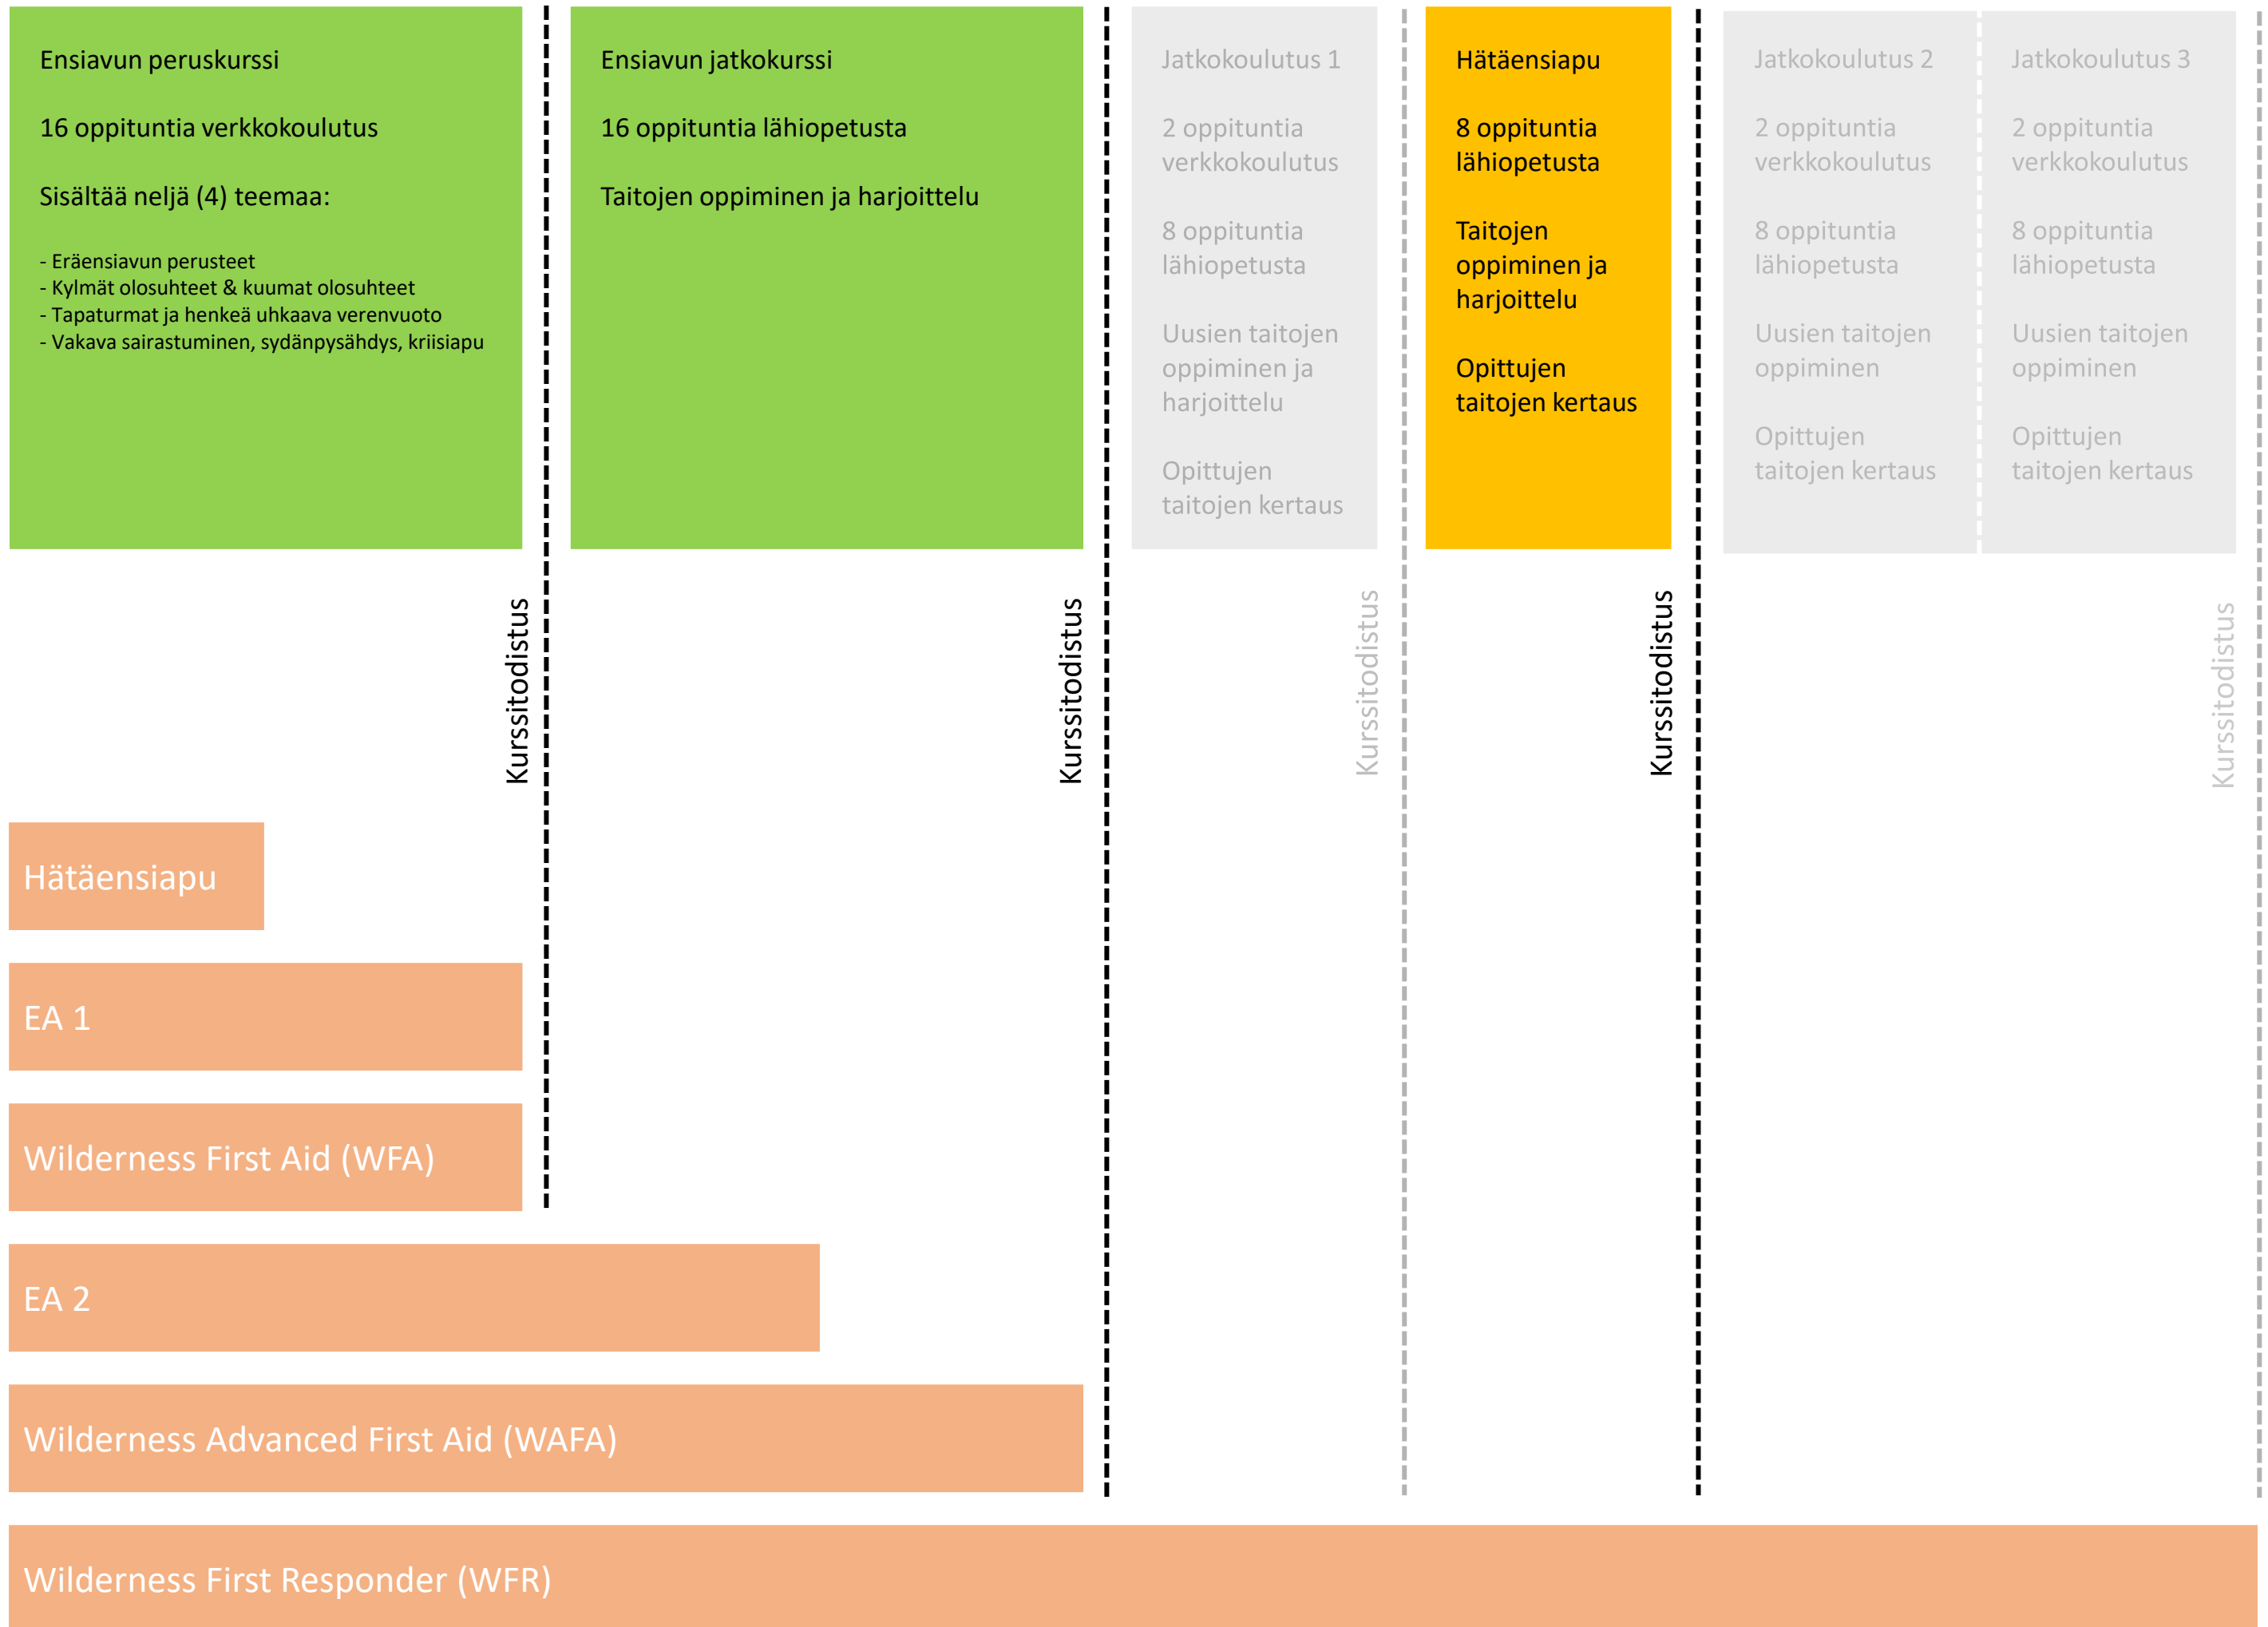 Ensiavun peruskurssi
16 oppituntia verkkokoulutus
Sisältää neljä (4) teemaa:
- Eräensiavun perusteet
- Kylmät olosuhteet & kuumat olosuhteet
- Tapaturmat ja henkeä uhkaava verenvuoto
- Vakava sairastuminen, sydänpysähdys, kriisiapu
Ensiavun jatkokurssi
16 oppituntia lähiopetusta
Taitojen oppiminen ja harjoittelu
Jatkokoulutus 1
2 oppituntia
verkkokoulutus
8 oppituntia
lähiopetusta
Uusien taitojen
oppiminen ja
harjoittelu
Opittujen
taitojen kertaus
Hätäensiapu
8 oppituntia
lähiopetusta
Taitojen
oppiminen ja
harjoittelu
Opittujen
taitojen kertaus
Jatkokoulutus 2
2 oppituntia
verkkokoulutus
8 oppituntia
lähiopetusta
Uusien taitojen
oppiminen
Opittujen
taitojen kertaus
Jatkokoulutus 3
2 oppituntia
verkkokoulutus
8 oppituntia
lähiopetusta
Uusien taitojen
oppiminen
Opittujen
taitojen kertaus
Kurssitodistus
Kurssitodistus
Kurssitodistus
Kurssitodistus
Kurssitodistus
Hätäensiapu
EA 1
Wilderness First Aid (WFA)
EA 2
Wilderness Advanced First Aid (WAFA)
Wilderness First Responder (WFR)